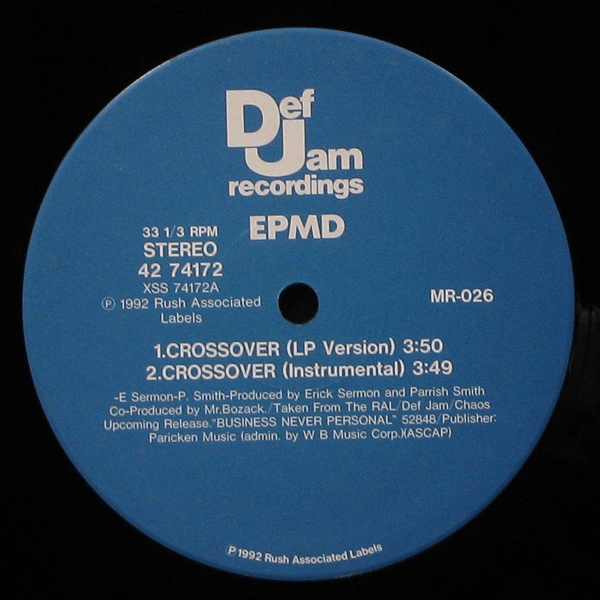 Def
Jam
recordings
EPMD
33 1/3 RPM
STEREO
42 74172
XSS 74172A
Ⓟ 1992 Rush Associated
Labels
MR-026
1.CROSSOVER (LP Version) 3:50
2.CROSSOVER (Instrumental) 3:49
-E Sermon-P. Smith-Produced by Erick Sermon and Parrish Smith
Co-Produced by Mr.Bozack./Taken From The RAL/Def Jam/Chaos
Upcoming Release."BUSINESS NEVER PERSONAL" 52848/Publisher:
Paricken Music (admin. by W B Music Corp.)(ASCAP)
Ⓟ 1992 Rush Associated Labels